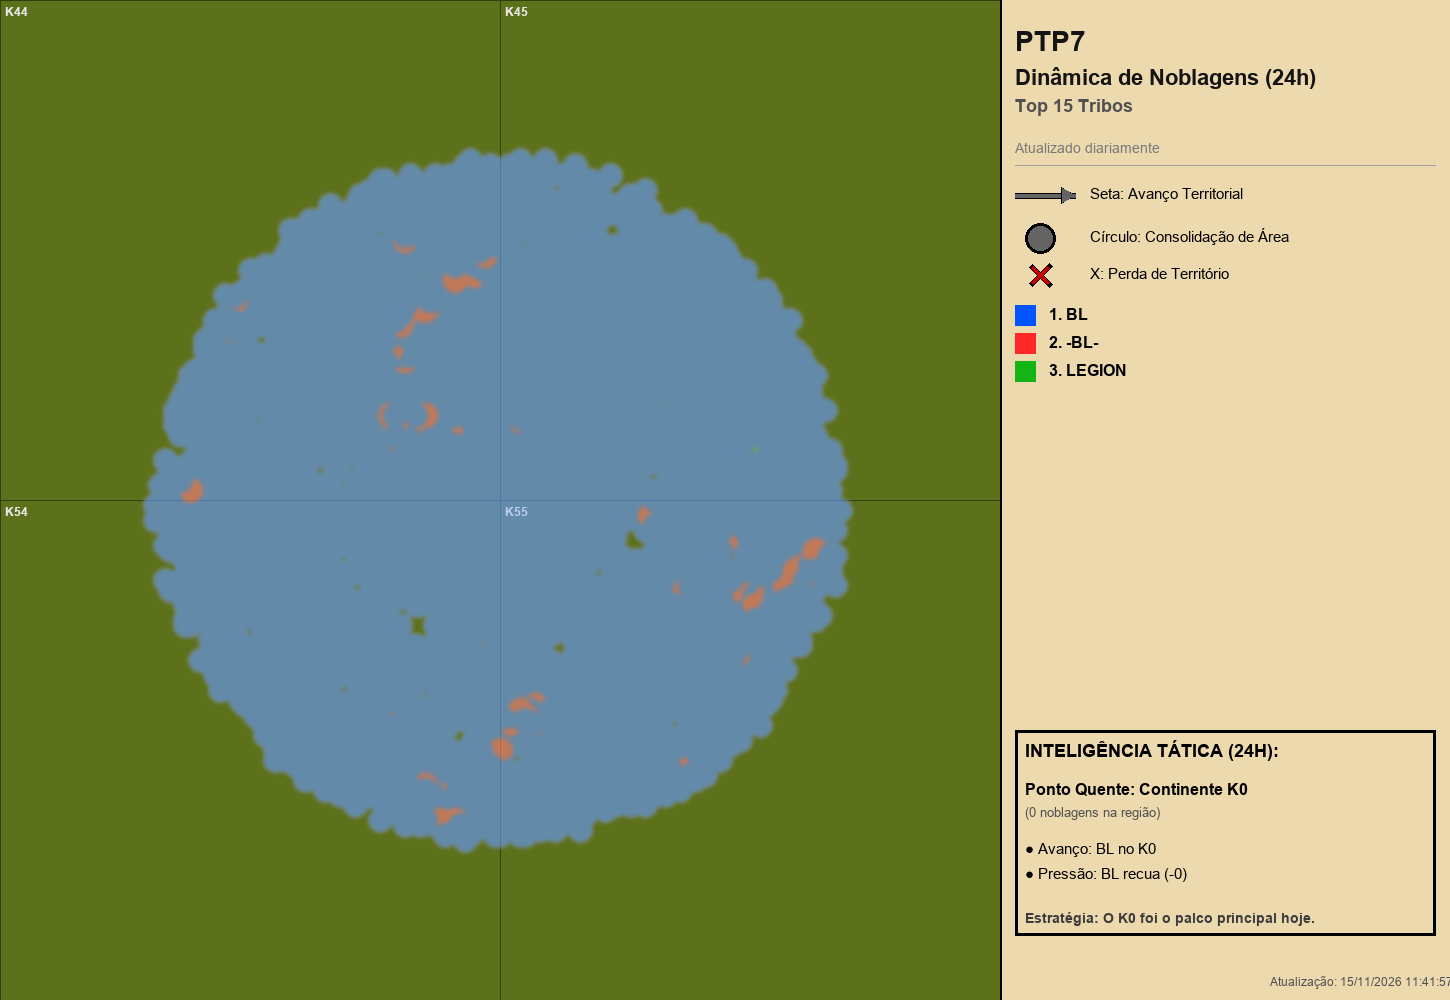 K44
K45
K54
K55
PTP7
Dinâmica de Noblagens (24h)
Top 15 Tribos
Atualizado diariamente
Seta: Avanço Territorial
Círculo: Consolidação de Área
X: Perda de Território
1. BL
2. -BL-
3. LEGION
INTELIGÊNCIA TÁTICA (24H):
Ponto Quente: Continente K0
(0 noblagens na região)
● Avanço: BL no K0
● Pressão: BL recua (-0)
Estratégia: O K0 foi o palco principal hoje.
Atualização: 15/11/2026 11:41:57